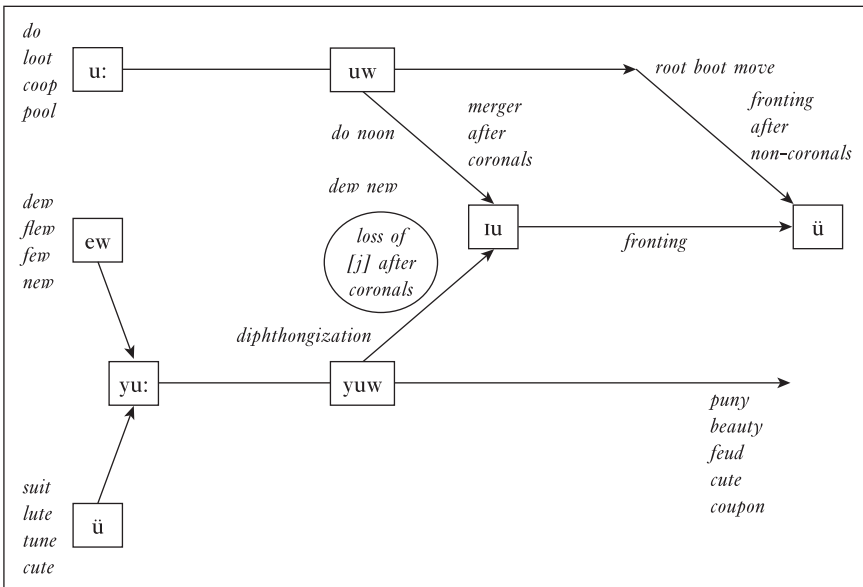 do
loot
coop
pool
u:
uw
root boot move
fronting
after
non-coronals
do noon
merger
after
coronals
dew new
dew
flew
few
new
ew
loss of
[j] after
coronals
ɪu
fronting
ü
diphthongization
yu:
yuw
puny
beauty
feud
cute
coupon
suit
lute
tune
cute
ü